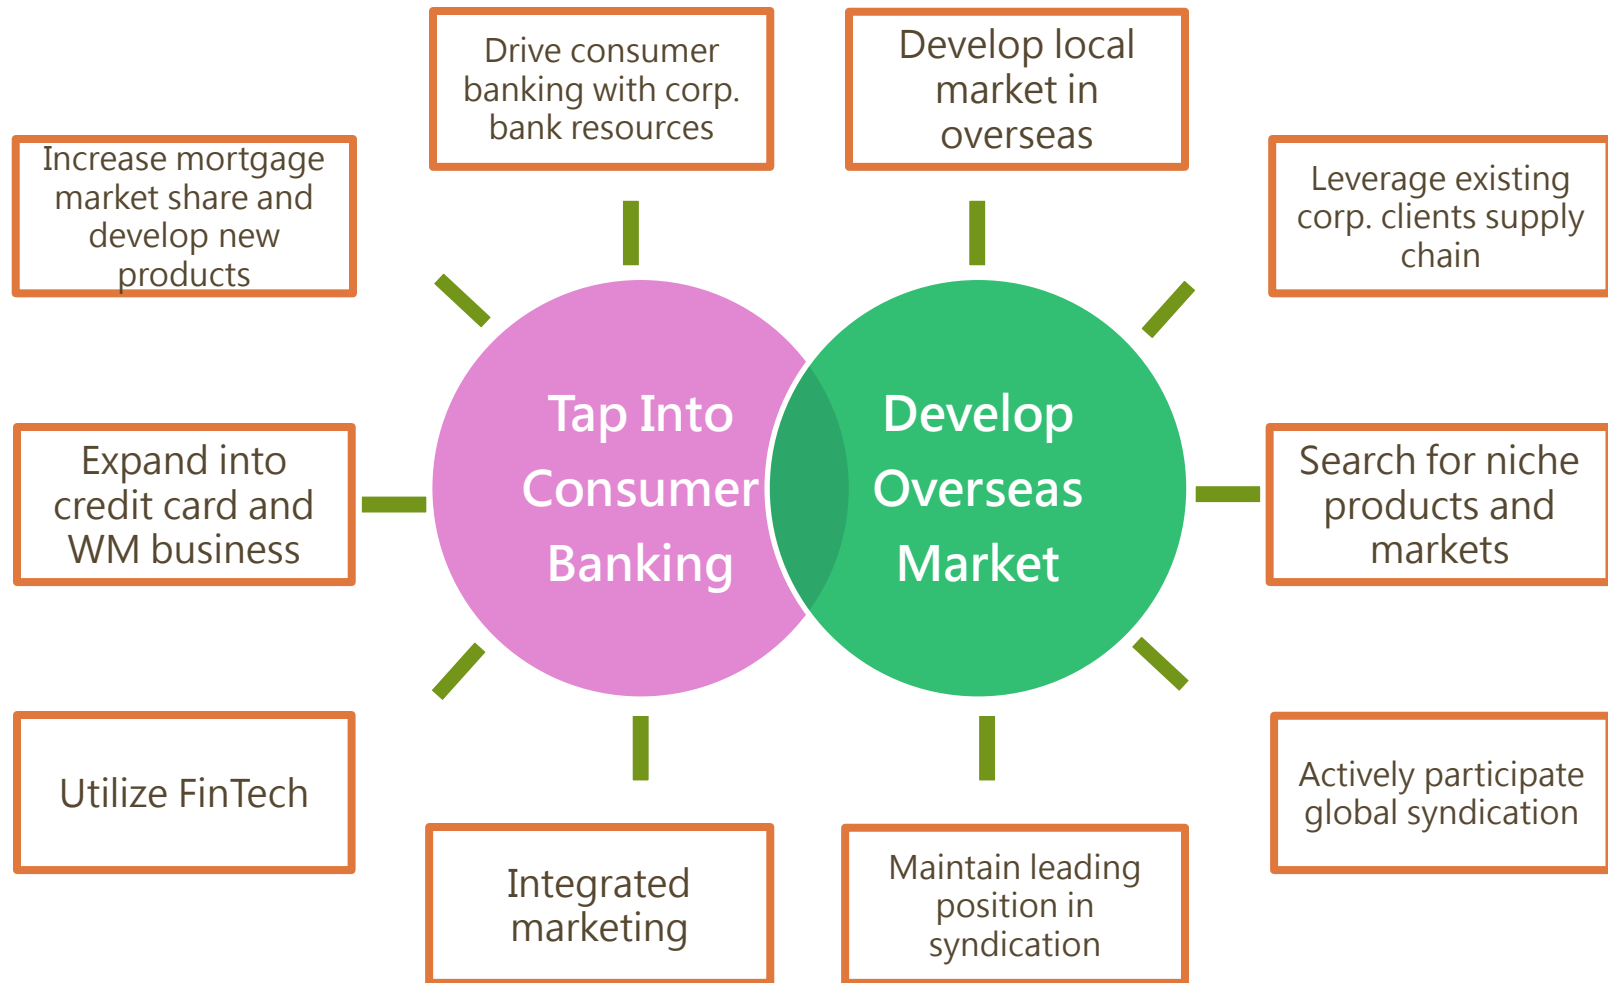 Drive consumer
banking with corp.
bank resources
Develop local
market in
overseas
Increase mortgage
market share and
develop new
products
Leverage existing
corp. clients supply
chain
Tap Into
Consumer
Banking
Develop
Overseas
Market
Expand into
credit card and
WM business
Search for niche
products and
markets
Utilize FinTech
Actively participate
global syndication
Integrated
marketing
Maintain leading
position in
syndication